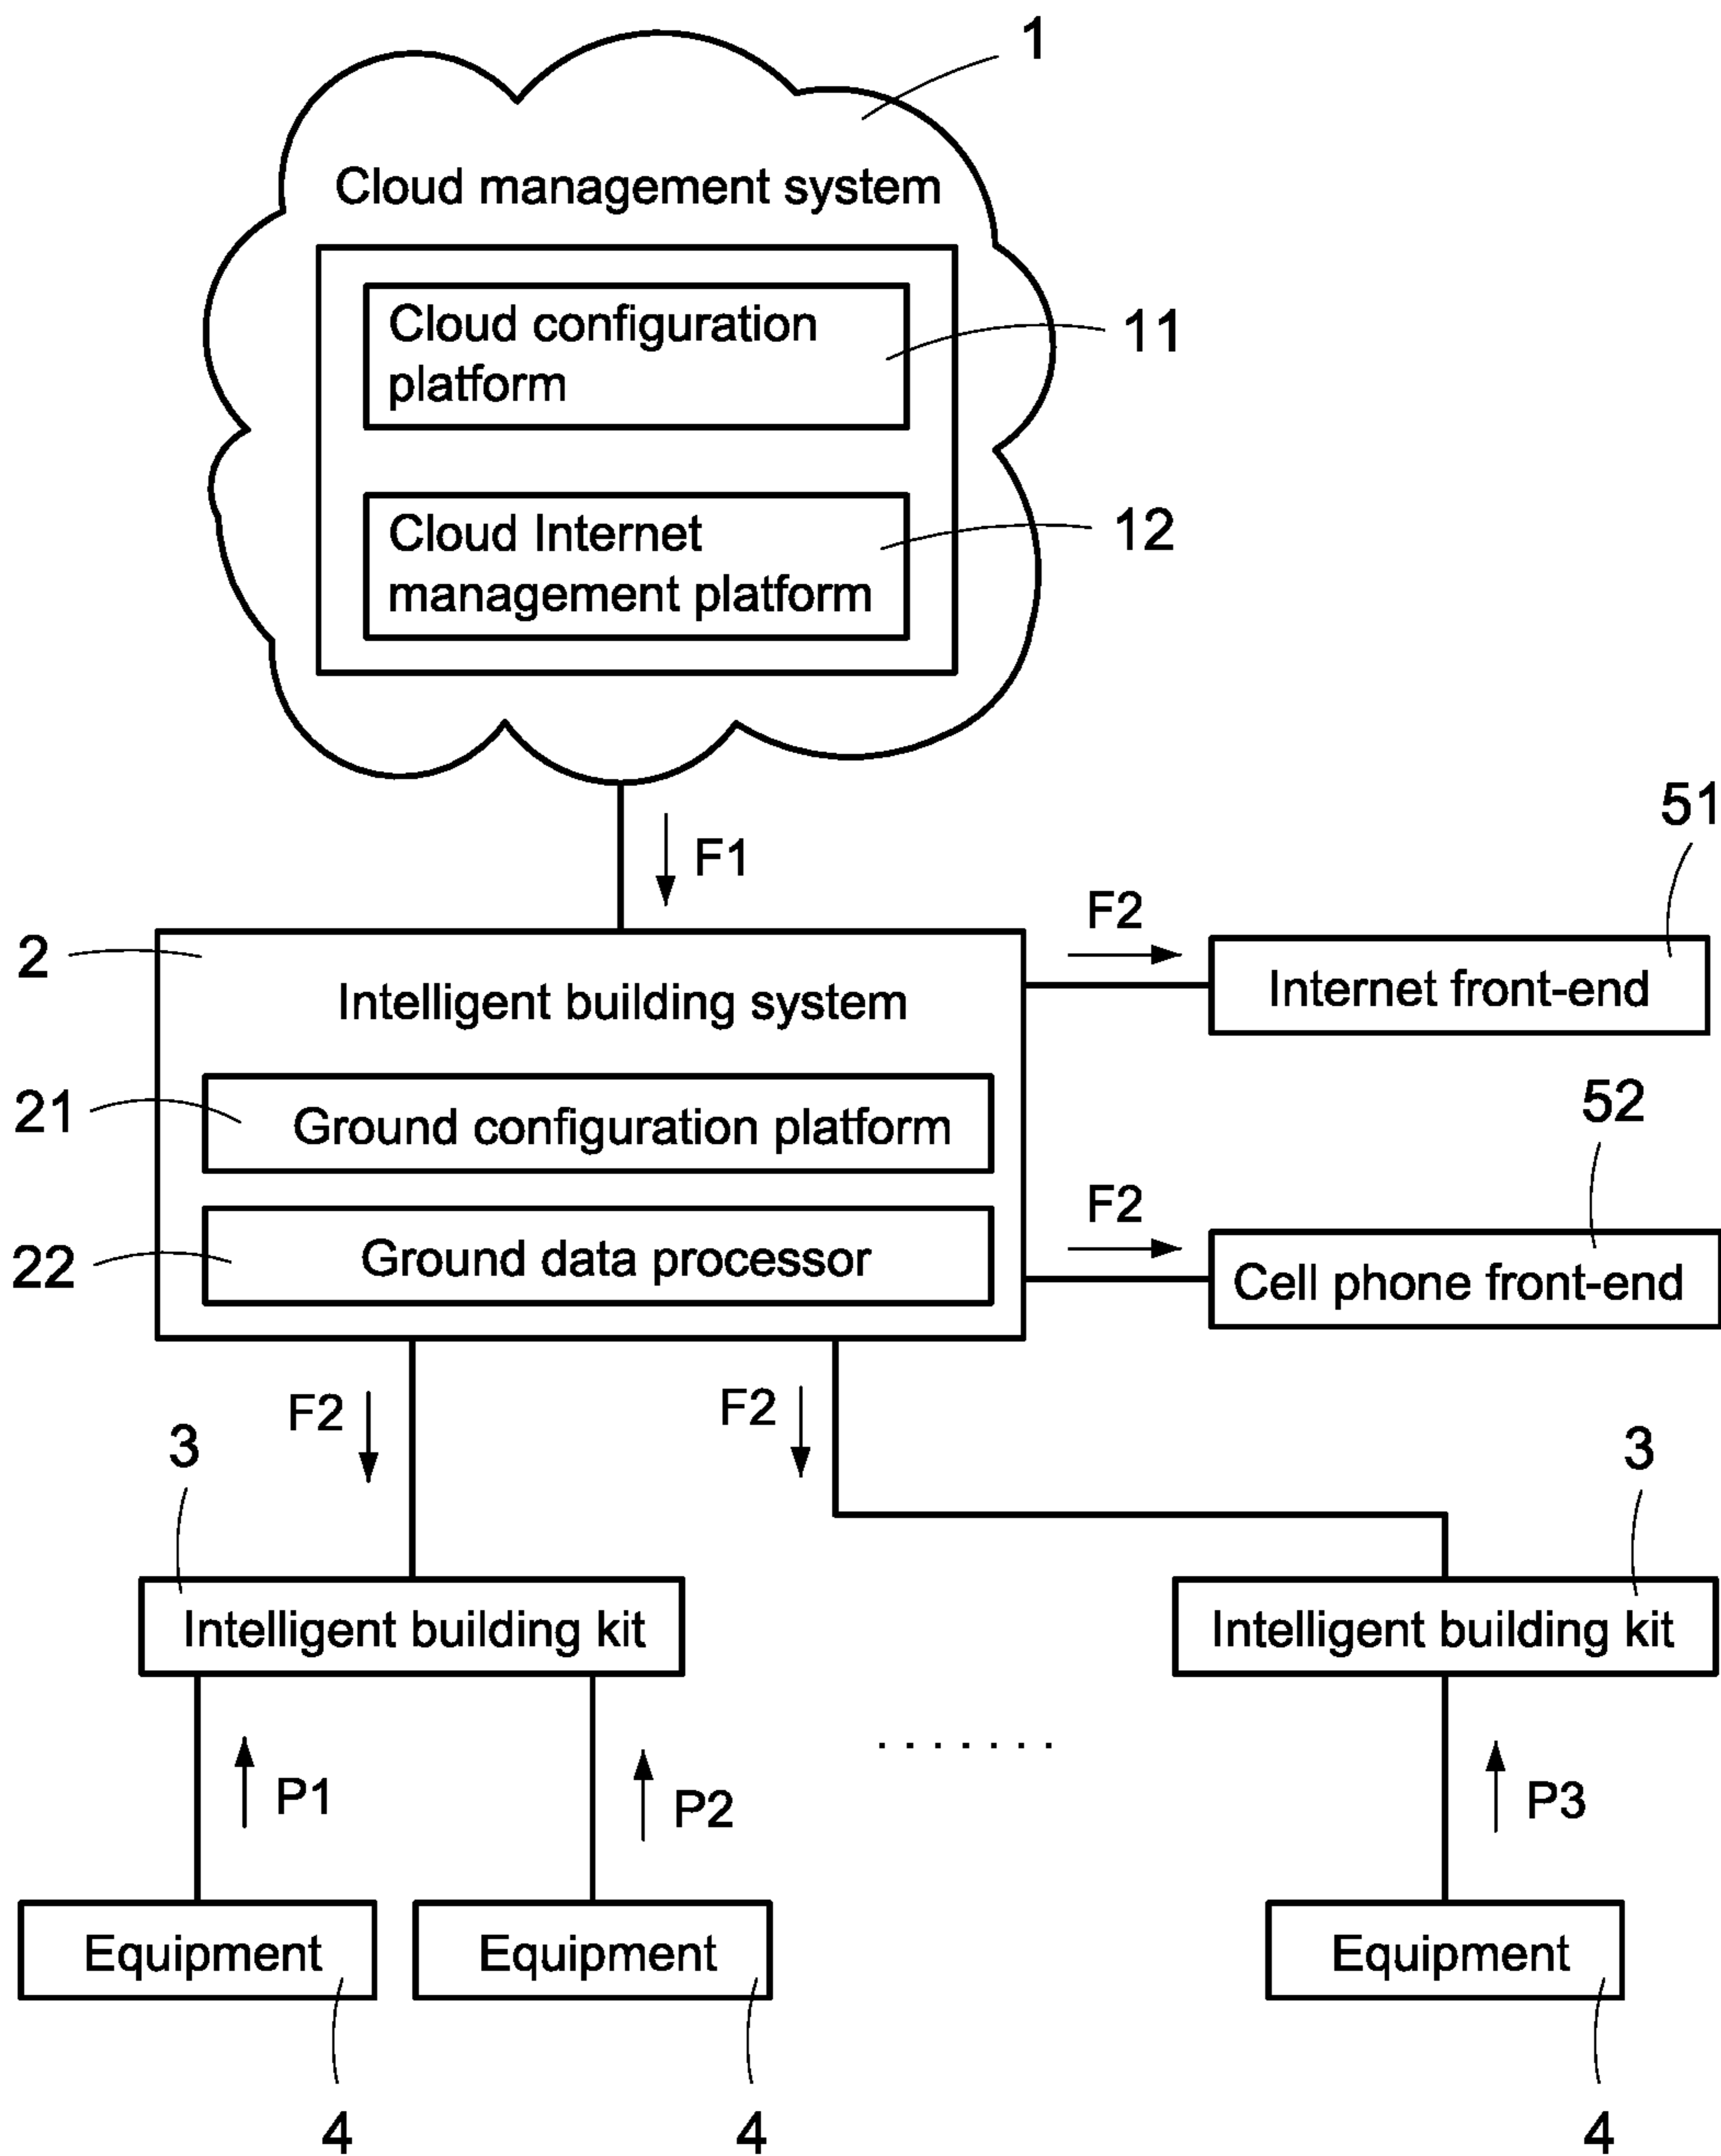 1
Cloud management system
Cloud configuration
platform
11
Cloud Internet
management platform
12
F1
51
2
F2
Internet front-end
Intelligent building system
21
Ground configuration platform
52
22
Ground data processor
F2
Cell phone front-end
F2
F2
3
3
Intelligent building kit
Intelligent building kit
.......
P1
P2
P3
Equipment
Equipment
Equipment
4
4
4